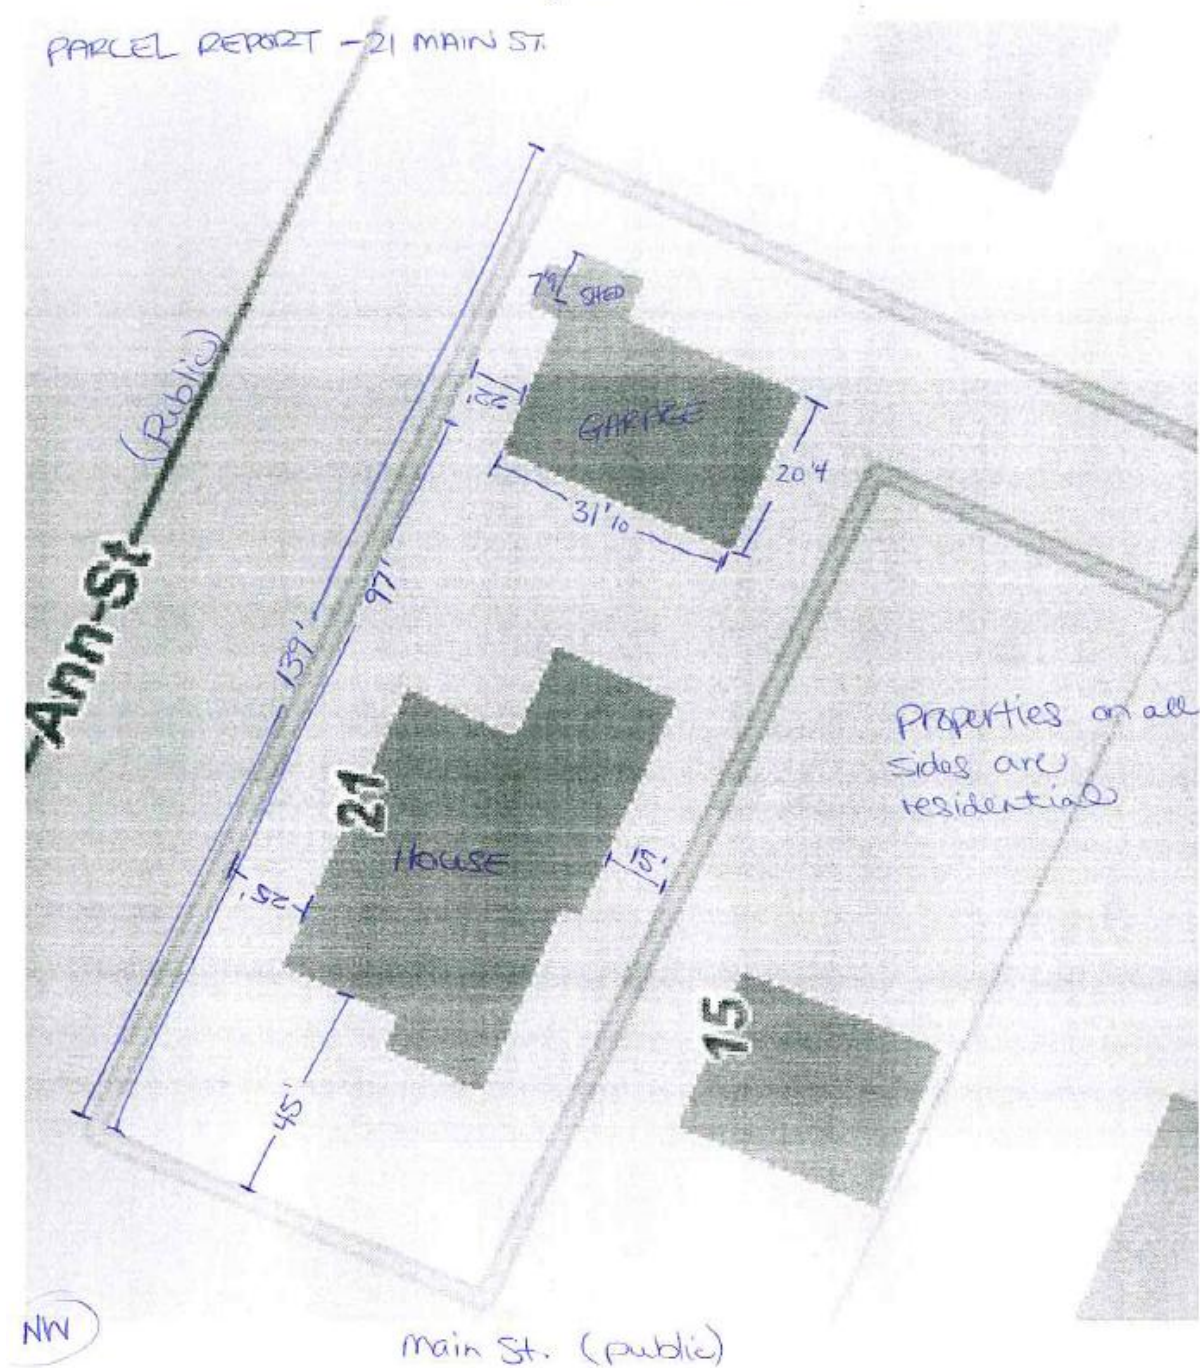 PARCEL REPORT - 21 MAIN ST.
(Public)
Ann-St
7'9
SHED
22'
GARAGE
20'4
31'10
97'
139'
21
HOUSE
15'
25'
Properties on all
sides are
residential
15
45'
NW
Main St. (public)